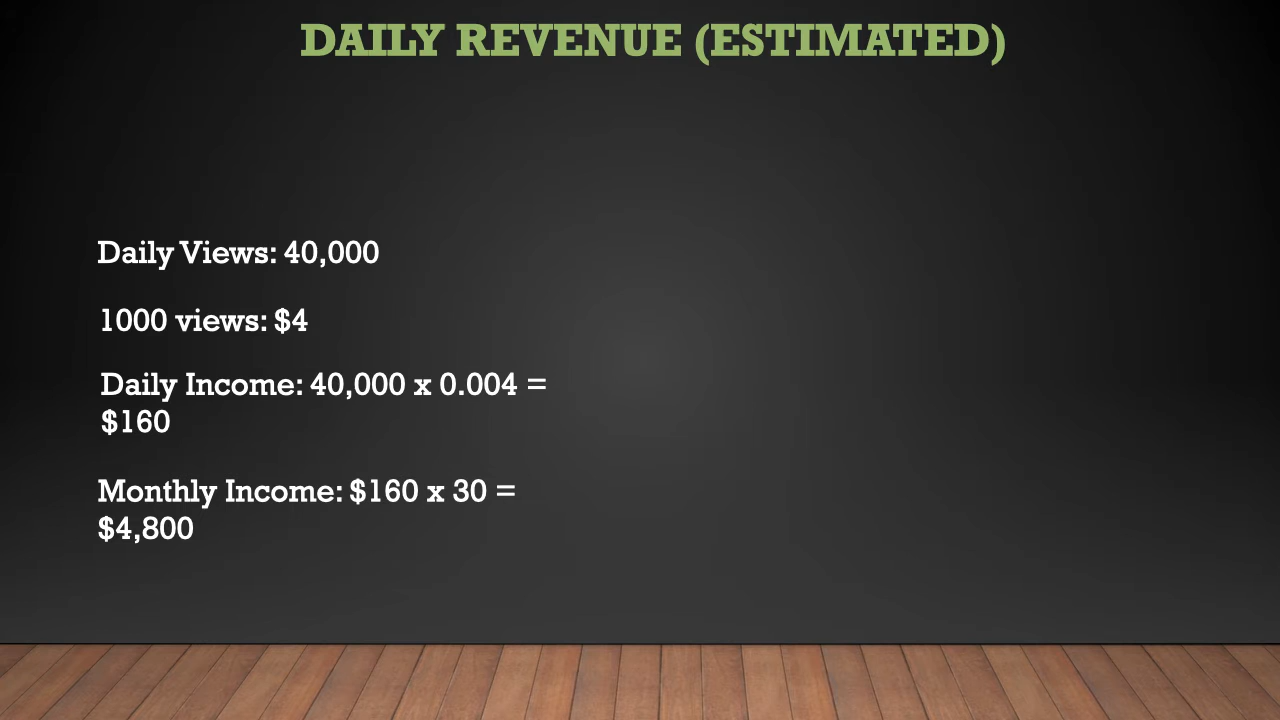 DAILY REVENUE (ESTIMATED)
Daily Views: 40,000
1000 views: $4
Daily Income: 40,000 x 0.004 =
$160
Monthly Income: $160 x 30 =
$4,800